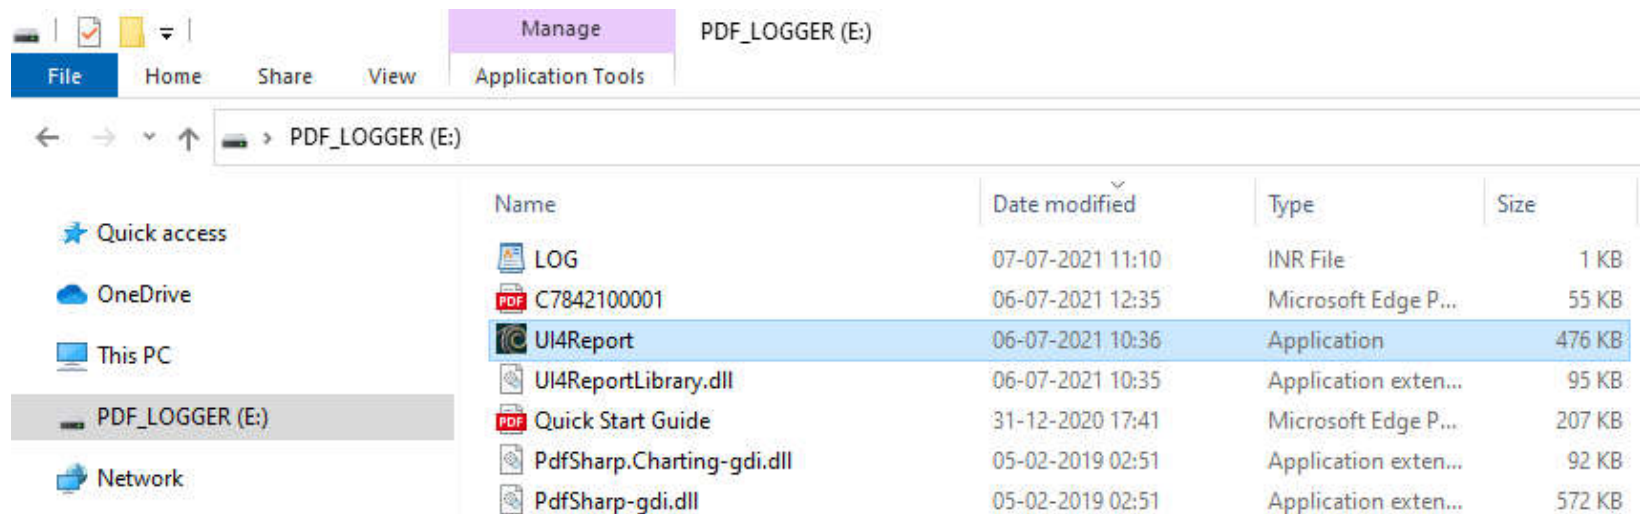 Manage PDF_LOGGER (E:)
File Home Share View Application Tools
PDF_LOGGER (E:)
Name Date modified Type Size
Quick access
OneDrive
This PC
PDF_LOGGER (E:)
Network
LOG 07-07-2021 11:10 INR File 1 KB
PDF C7842100001 06-07-2021 12:35 Microsoft Edge P... 55 KB
UI4Report 06-07-2021 10:36 Application 476 KB
UI4ReportLibrary.dll 06-07-2021 10:35 Application exten... 95 KB
PDF Quick Start Guide 31-12-2020 17:41 Microsoft Edge P... 207 KB
PdfSharp.Charting-gdi.dll 05-02-2019 02:51 Application exten... 92 KB
PdfSharp-gdi.dll 05-02-2019 02:51 Application exten... 572 KB